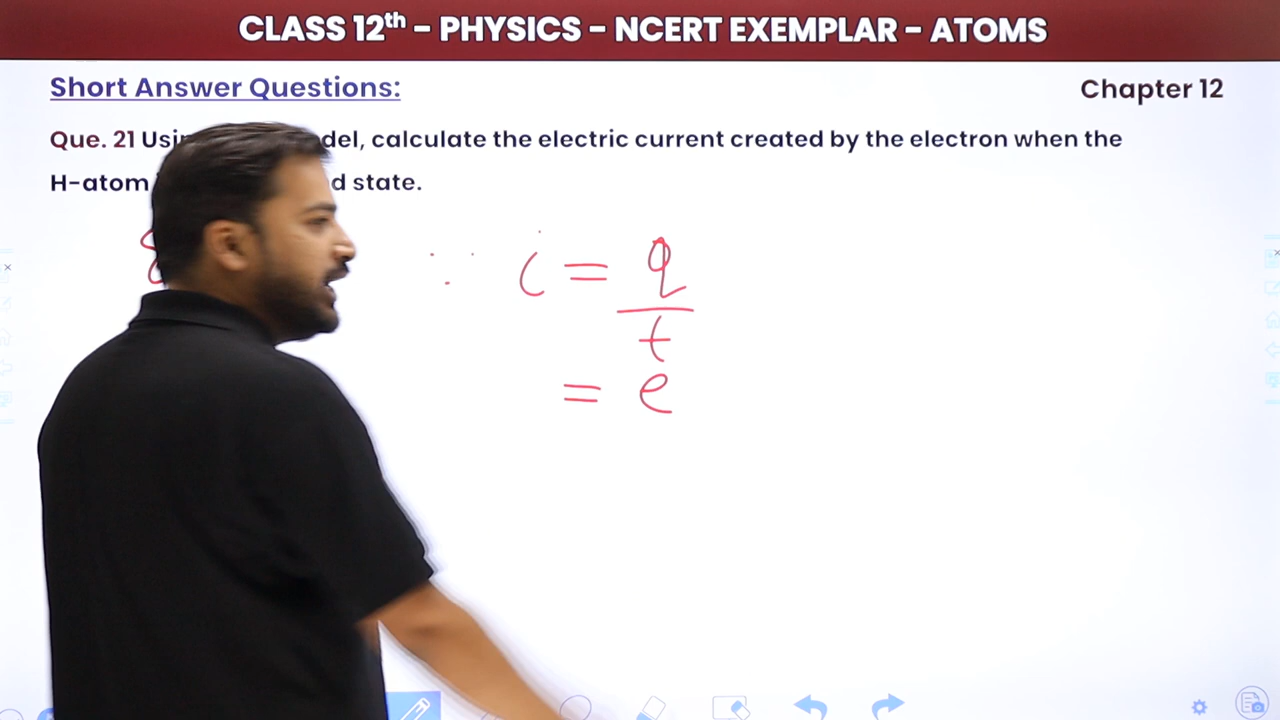 CLASS 12th – PHYSICS – NCERT EXEMPLAR – ATOMS
Short Answer Questions:
Chapter 12
Que. 21 del, calculate the electric current created by the electron when the
H-atom state.
∵ i = q
t
= e